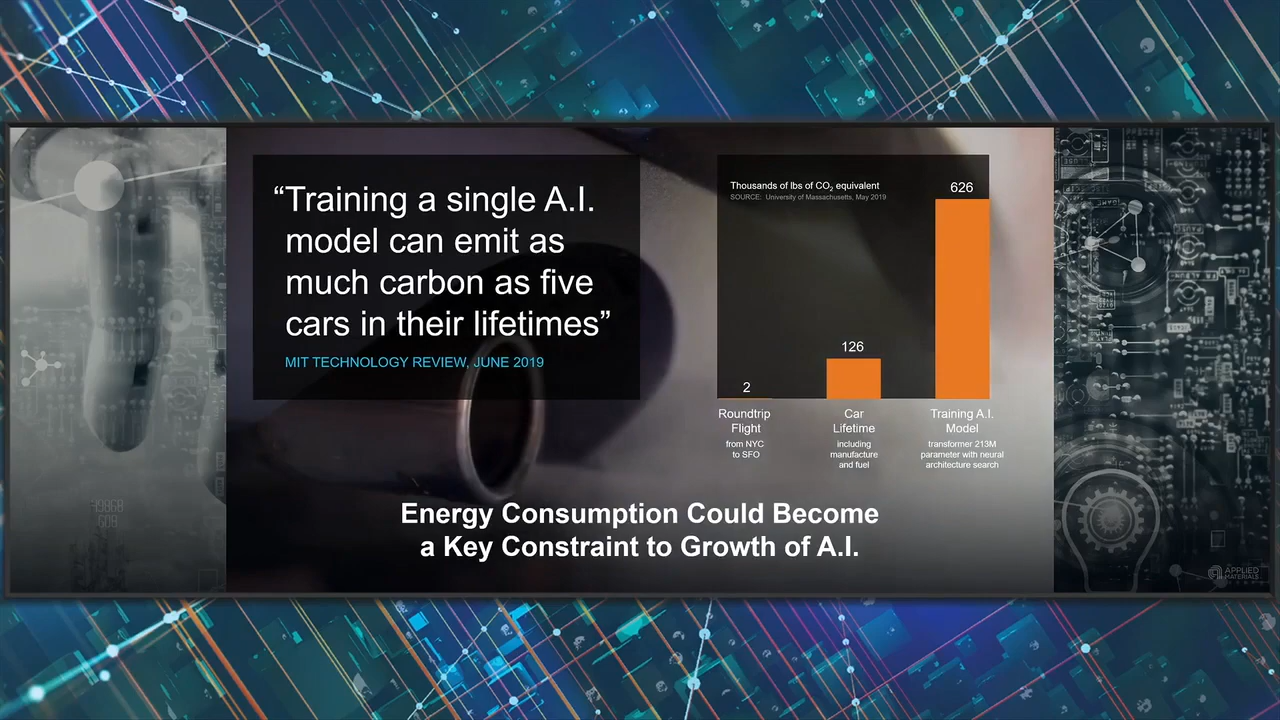 “Training a single A.I.
model can emit as
much carbon as five
cars in their lifetimes”
MIT TECHNOLOGY REVIEW, JUNE 2019
Thousands of lbs of CO₂ equivalent
SOURCE: University of Massachusetts, May 2019
626
126
2
Roundtrip
Flight
from NYC
to SFO
Car
Lifetime
including
manufacture
and fuel
Training A.I.
Model
transformer 213M
parameter with neural
architecture search
Energy Consumption Could Become
a Key Constraint to Growth of A.I.
APPLIED
MATERIALS